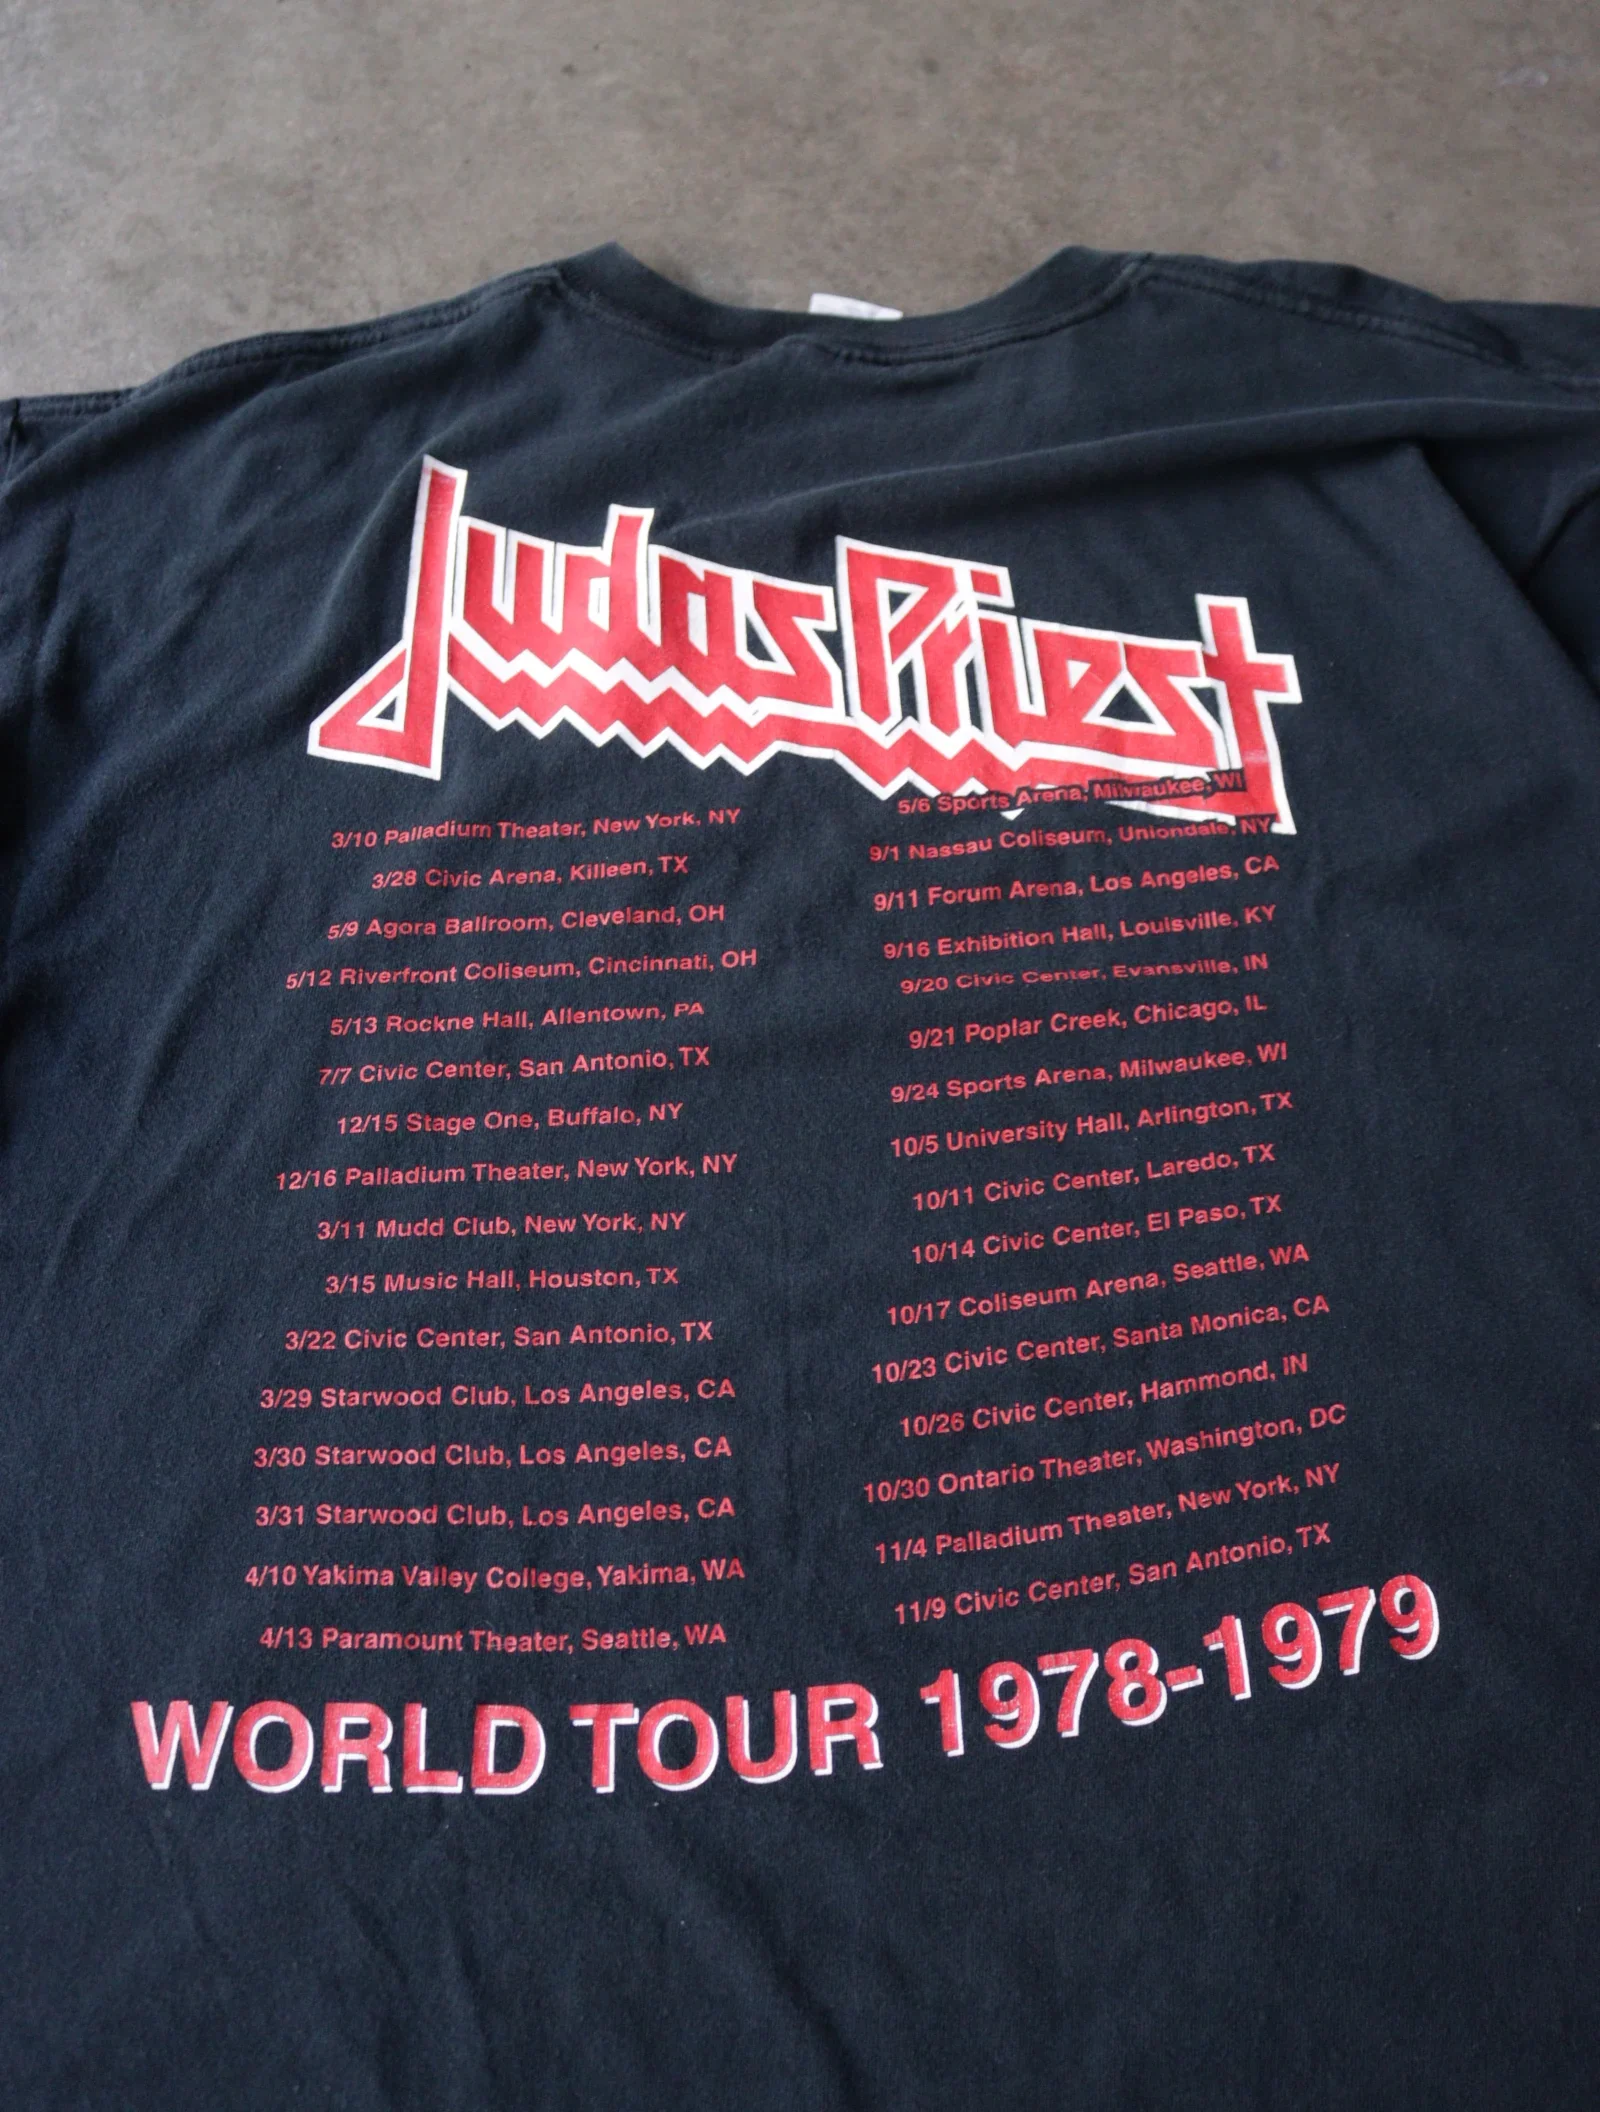 Judas Priest
3/10 Palladium Theater, New York, NY
3/28 Civic Arena, Killeen, TX
5/9 Agora Ballroom, Cleveland, OH
5/12 Riverfront Coliseum, Cincinnati, OH
5/13 Rockne Hall, Allentown, PA
7/7 Civic Center, San Antonio, TX
12/15 Stage One, Buffalo, NY
12/16 Palladium Theater, New York, NY
3/11 Mudd Club, New York, NY
3/15 Music Hall, Houston, TX
3/22 Civic Center, San Antonio, TX
3/29 Starwood Club, Los Angeles, CA
3/30 Starwood Club, Los Angeles, CA
3/31 Starwood Club, Los Angeles, CA
4/10 Yakima Valley College, Yakima, WA
4/13 Paramount Theater, Seattle, WA
5/6 Sports Arena, Milwaukee, WI
9/1 Nassau Coliseum, Uniondale, NY
9/11 Forum Arena, Los Angeles, CA
9/16 Exhibition Hall, Louisville, KY
9/20 Civic Center, Evansville, IN
9/21 Poplar Creek, Chicago, IL
9/24 Sports Arena, Milwaukee, WI
10/5 University Hall, Arlington, TX
10/11 Civic Center, Laredo, TX
10/14 Civic Center, El Paso, TX
10/17 Coliseum Arena, Seattle, WA
10/23 Civic Center, Santa Monica, CA
10/26 Civic Center, Hammond, IN
10/30 Ontario Theater, Washington, DC
11/4 Palladium Theater, New York, NY
11/9 Civic Center, San Antonio, TX
WORLD TOUR 1978-1979